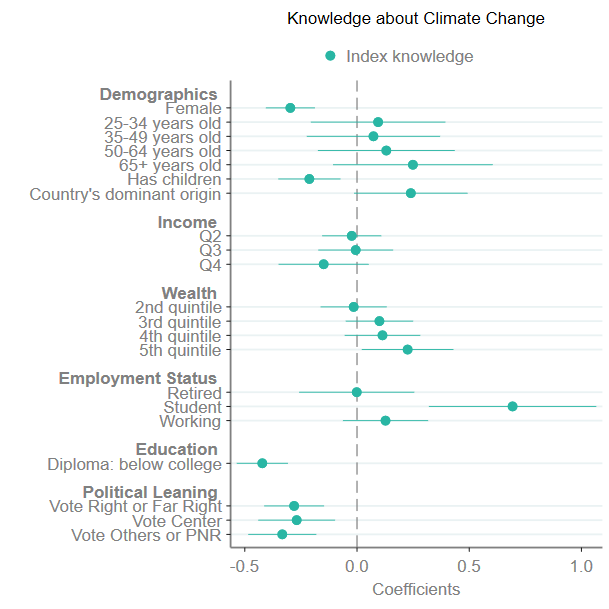 Knowledge about Climate Change
Index knowledge
Demographics
Female
25-34 years old
35-49 years old
50-64 years old
65+ years old
Has children
Country's dominant origin
Income
Q2
Q3
Q4
Wealth
2nd quintile
3rd quintile
4th quintile
5th quintile
Employment Status
Retired
Student
Working
Education
Diploma: below college
Political Leaning
Vote Right or Far Right
Vote Center
Vote Others or PNR
-0.5 0.0 0.5 1.0
Coefficients